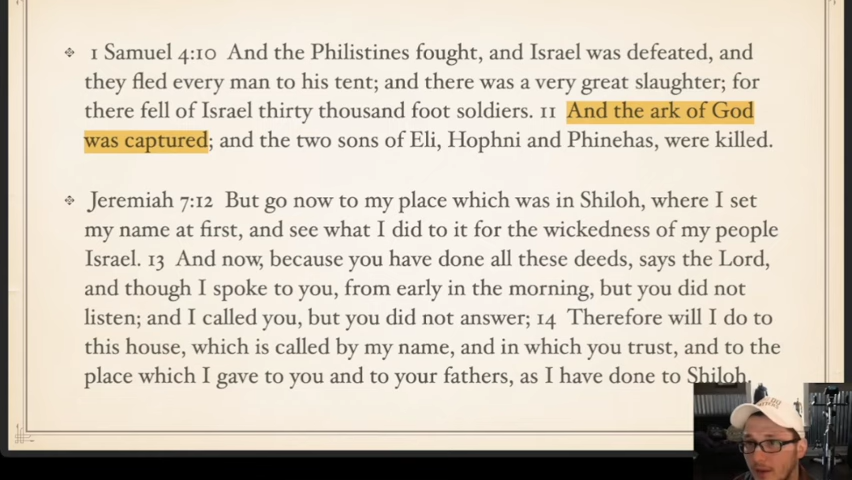 1 Samuel 4:10 And the Philistines fought, and Israel was defeated, and
they fled every man to his tent; and there was a very great slaughter; for
there fell of Israel thirty thousand foot soldiers. 11 And the ark of God
was captured; and the two sons of Eli, Hophni and Phinehas, were killed.
Jeremiah 7:12 But go now to my place which was in Shiloh, where I set
my name at first, and see what I did to it for the wickedness of my people
Israel. 13 And now, because you have done all these deeds, says the Lord,
and though I spoke to you, from early in the morning, but you did not
listen; and I called you, but you did not answer; 14 Therefore will I do to
this house, which is called by my name, and in which you trust, and to the
place which I gave to you and to your fathers, as I have done to Shiloh.